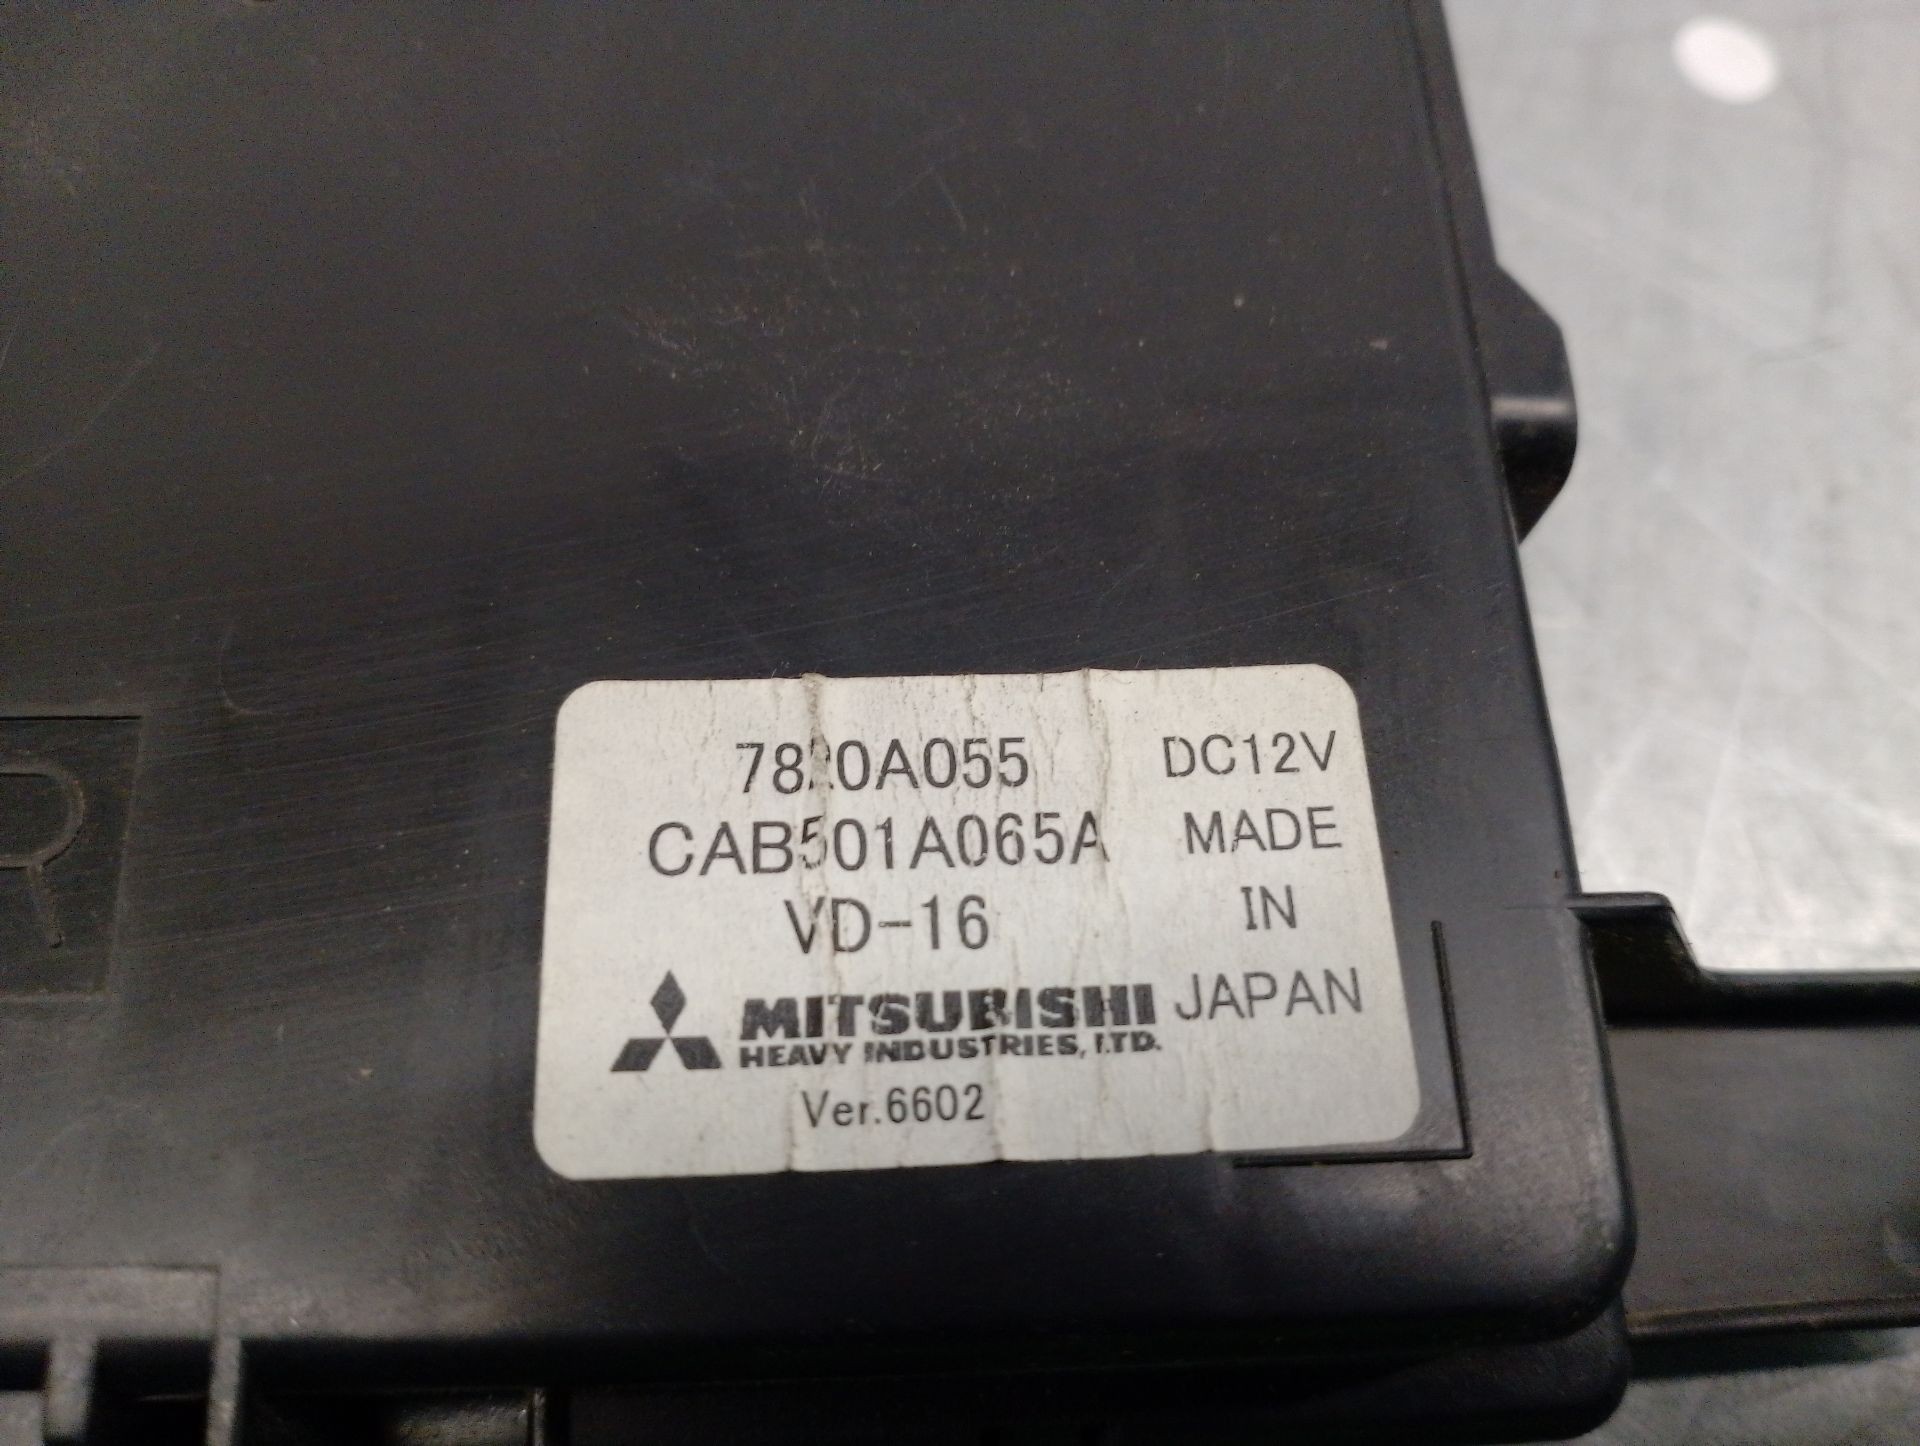 7820A055 DC12V
CAB501A065A MADE
VD-16 IN
MITSUBISHI JAPAN
HEAVY INDUSTRIES, LTD.
Ver.6602
R